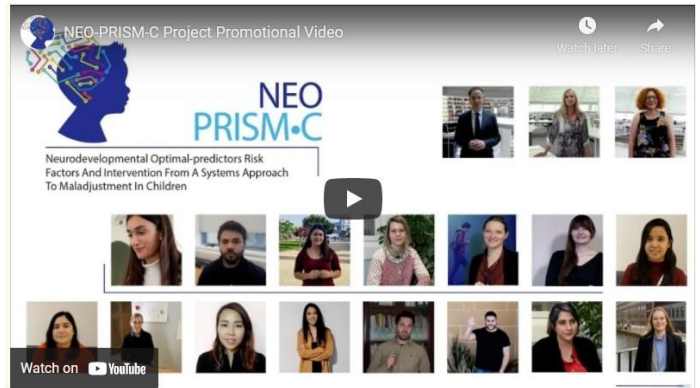 NEO-PRISM-C Project Promotional Video
Watch later
Share
NEO
PRISM•C
Neurodevelopmental Optimal-predictors Risk
Factors And Intervention From A Systems Approach
To Maladjustment In Children
Watch on YouTube